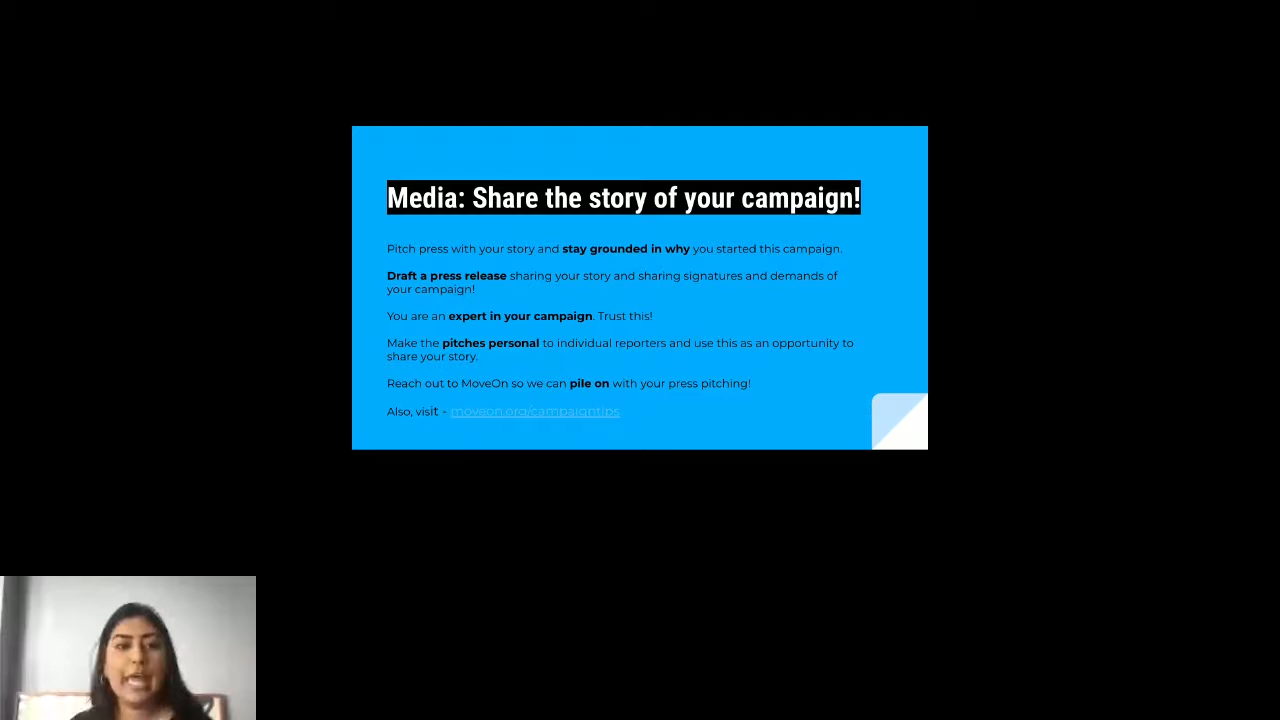 Media: Share the story of your campaign!
Pitch press with your story and stay grounded in why you started this campaign.
Draft a press release sharing your story and sharing signatures and demands of
your campaign!
You are an expert in your campaign. Trust this!
Make the pitches personal to individual reporters and use this as an opportunity to
share your story.
Reach out to MoveOn so we can pile on with your press pitching!
Also, visit - moveon.org/campaigntips